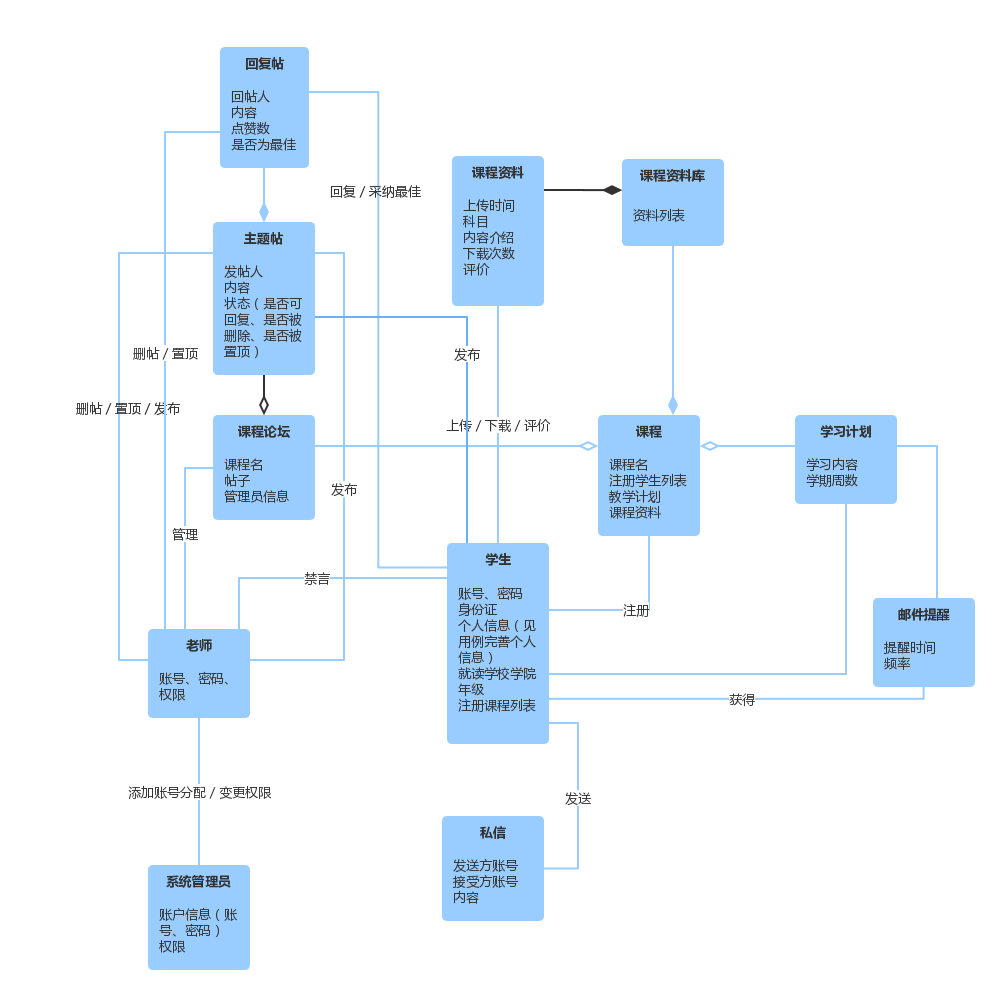 回复帖
回帖人
内容
点赞数
是否为最佳
回复 / 采纳最佳
课程资料
上传时间
科目
内容介绍
下载次数
评价
课程资料库
资料列表
主题帖
发帖人
内容
状态 ( 是否可
回复、是否被
删除、是否被
置顶 )
删帖 / 置顶
发布
删帖 / 置顶 / 发布
上传 / 下载 / 评价
课程论坛
课程名
帖子
管理员信息
课程
课程名
注册学生列表
教学计划
课程资料
学习计划
学习内容
学期周数
发布
管理
禁言
学生
账号、密码
身份证
个人信息 ( 见
用例完善个人
信息 )
就读学校学院
年级
注册课程列表
注册
邮件提醒
提醒时间
频率
老师
账号、密码、
权限
获得
添加账号分配 / 变更权限
发送
私信
发送方账号
接受方账号
内容
系统管理员
账户信息 ( 账
号、密码 )
权限